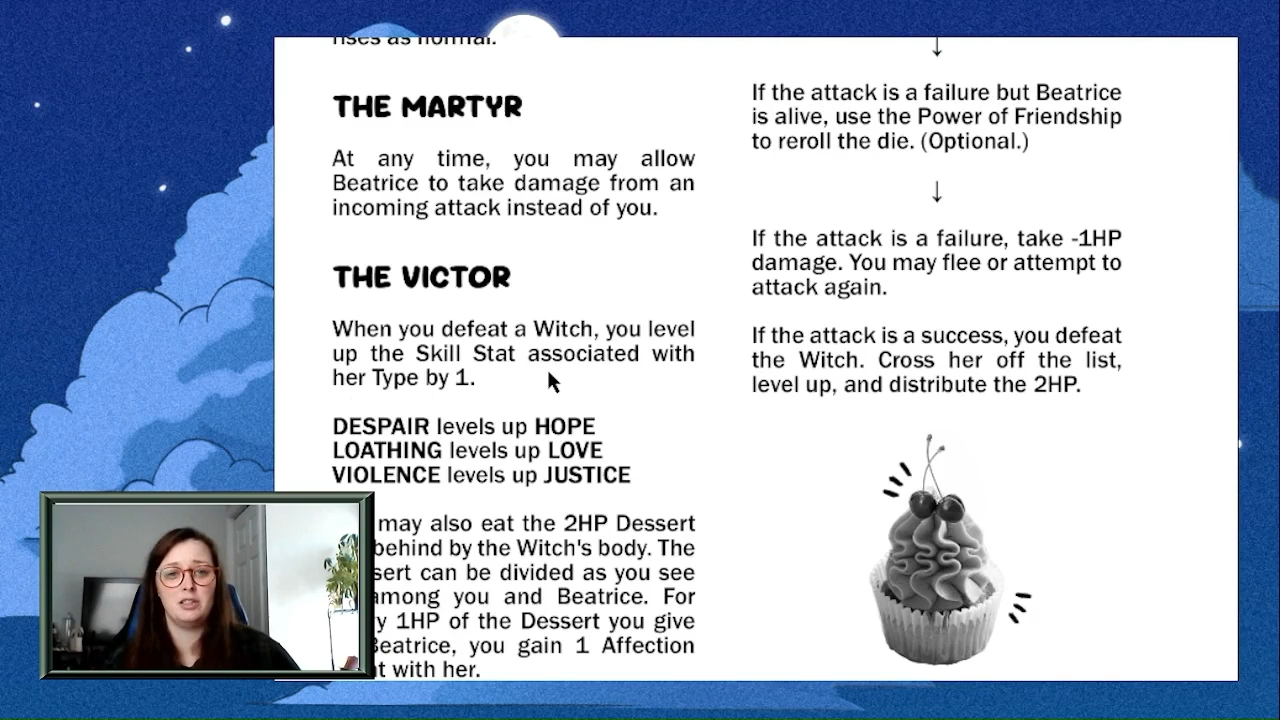 rises as normal.
THE MARTYR
At any time, you may allow
Beatrice to take damage from an
incoming attack instead of you.
THE VICTOR
When you defeat a Witch, you level
up the Skill Stat associated with
her Type by 1.
DESPAIR levels up HOPE
LOATHING levels up LOVE
VIOLENCE levels up JUSTICE
may also eat the 2HP Dessert
behind by the Witch's body. The
sert can be divided as you see
among you and Beatrice. For
y 1HP of the Dessert you give
Beatrice, you gain 1 Affection
t with her.
↓
If the attack is a failure but Beatrice
is alive, use the Power of Friendship
to reroll the die. (Optional.)
↓
If the attack is a failure, take -1HP
damage. You may flee or attempt to
attack again.
If the attack is a success, you defeat
the Witch. Cross her off the list,
level up, and distribute the 2HP.